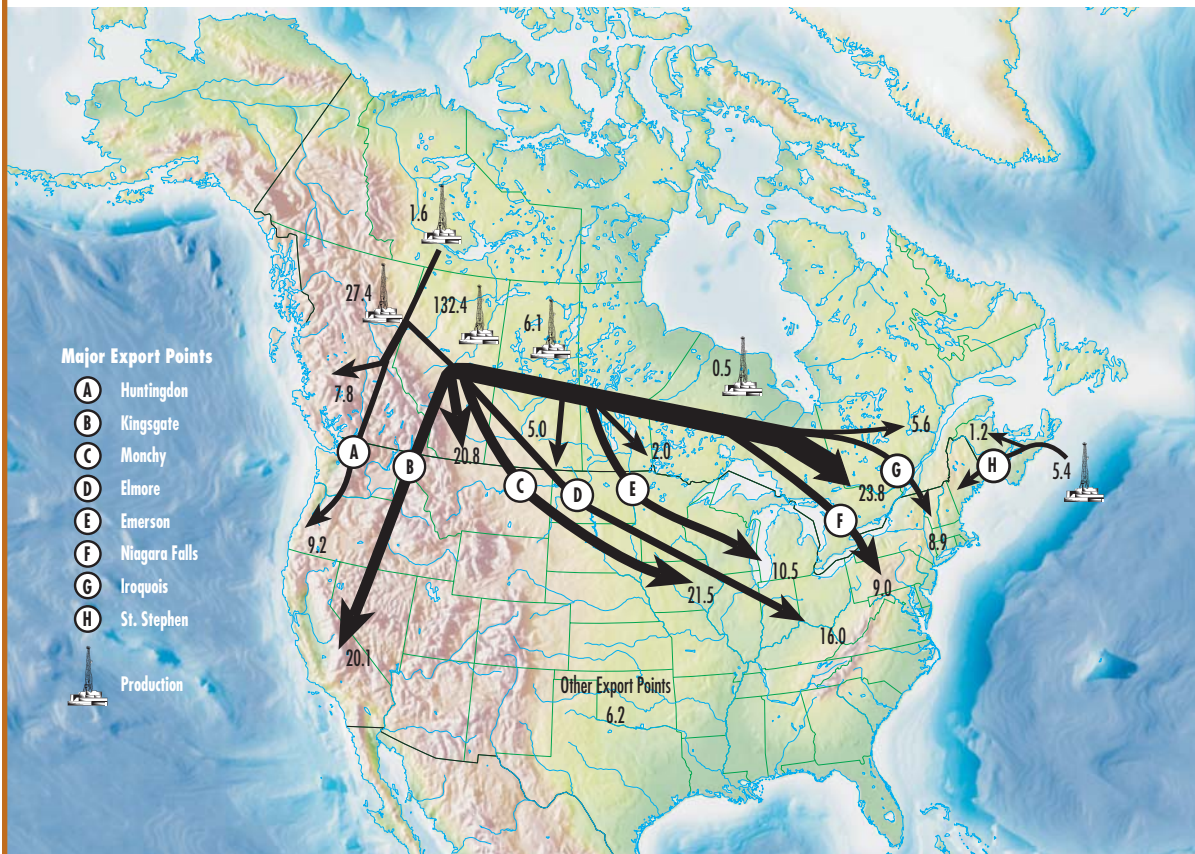 1.6
27.4
132.4
6.1
0.5
Major Export Points
A Huntingdon
B Kingsgate
C Monchy
D Elmore
E Emerson
F Niagara Falls
G Iroquois
H St. Stephen
Production
7.8
A
B
20.8
C
5.0
D
E
2.0
23.8
F
G
5.6
1.2
H
5.4
9.2
20.1
21.5
10.5
16.0
9.0
8.9
Other Export Points
6.2